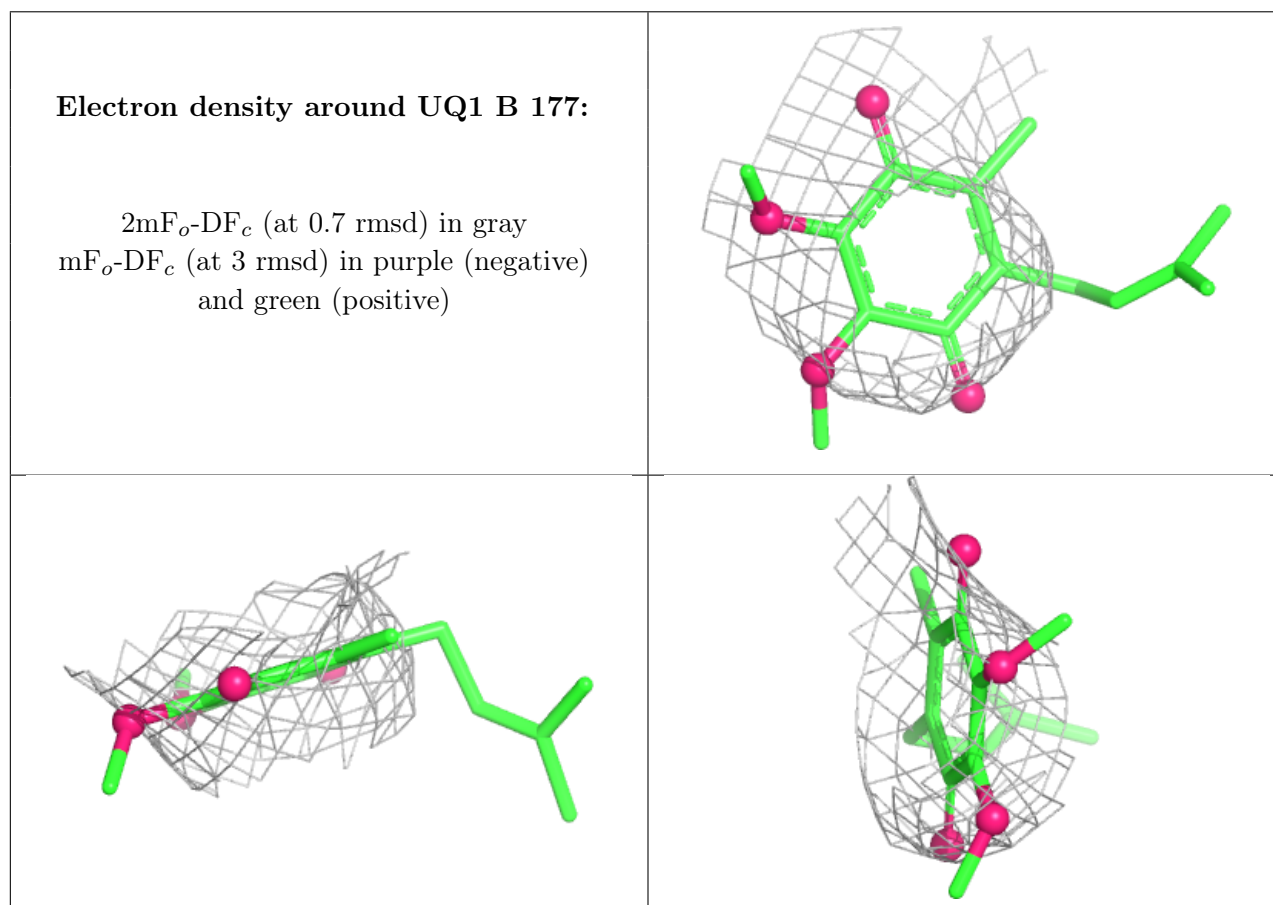 Electron density around UQ1 B 177:
2mFo-DFc (at 0.7 rmsd) in gray
mFo-DFc (at 3 rmsd) in purple (negative)
and green (positive)